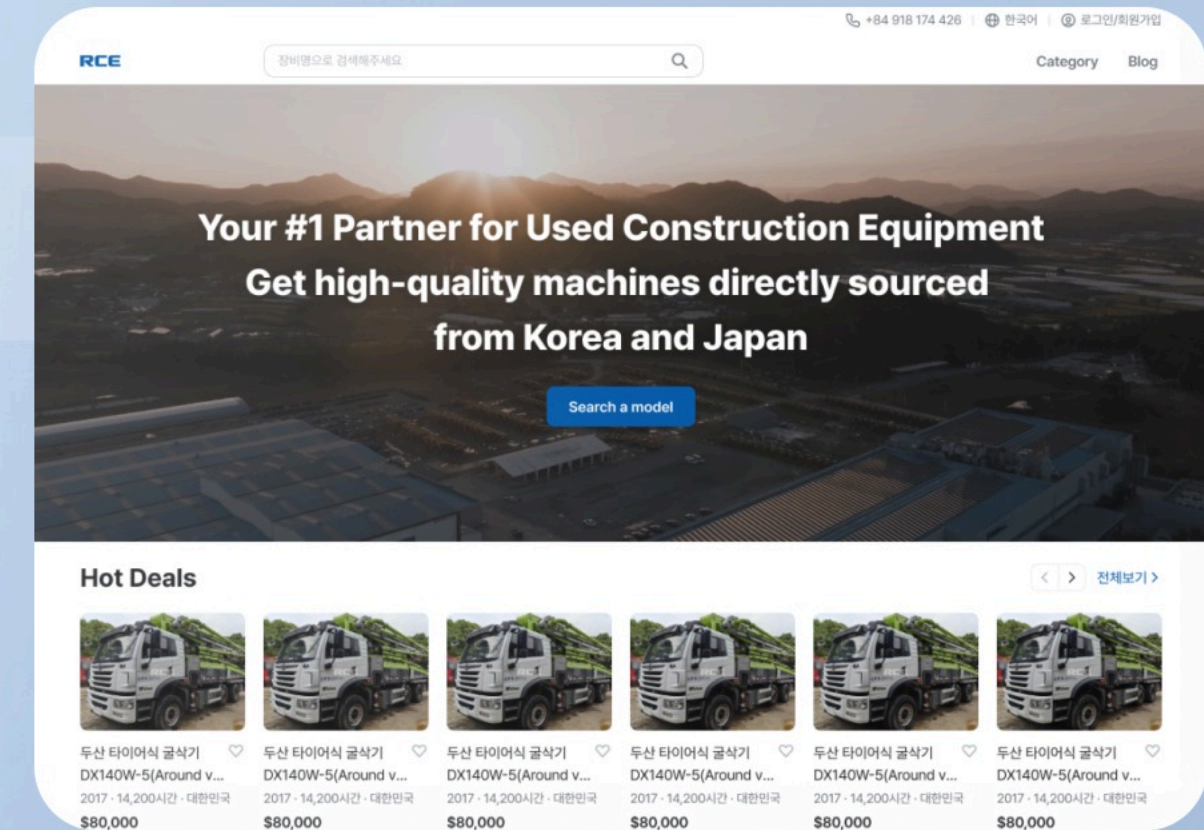 +84 918 174 426
한국어
로그인/회원가입
RCE
장비명으로 검색해주세요
Category
Blog
Your #1 Partner for Used Construction Equipment
Get high-quality machines directly sourced
from Korea and Japan
Search a model
Hot Deals
전체보기 >
두산 타이어식 굴삭기
DX140W-5(Around v...
2017 · 14,200시간 · 대한민국
$80,000
두산 타이어식 굴삭기
DX140W-5(Around v...
2017 · 14,200시간 · 대한민국
$80,000
두산 타이어식 굴삭기
DX140W-5(Around v...
2017 · 14,200시간 · 대한민국
$80,000
두산 타이어식 굴삭기
DX140W-5(Around v...
2017 · 14,200시간 · 대한민국
$80,000
두산 타이어식 굴삭기
DX140W-5(Around v...
2017 · 14,200시간 · 대한민국
$80,000
두산 타이어식 굴삭기
DX140W-5(Around v...
2017 · 14,200시간 · 대한민국
$80,000